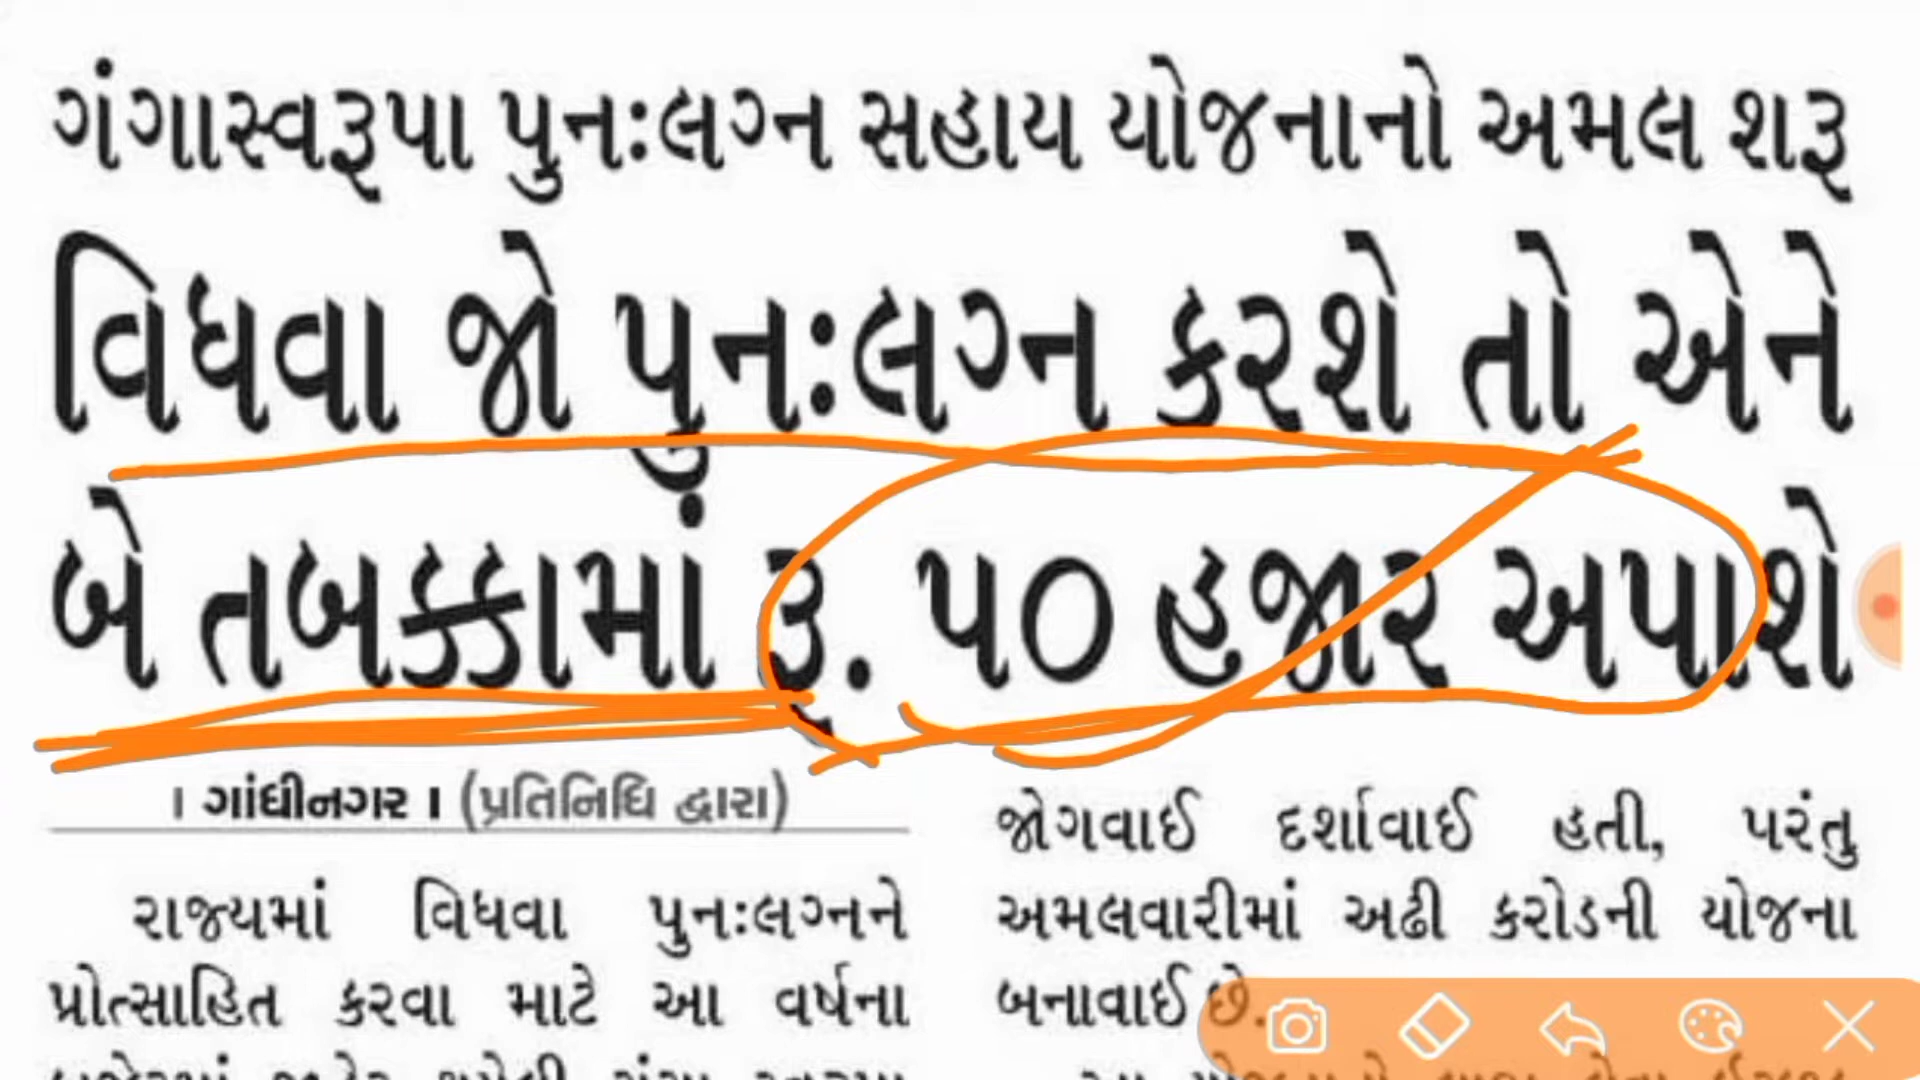 ગંગાસ્વરૂપા પુનઃલગ્ન સહાય યોજનાનો અમલ શરૂ
વિધવા જો પુનઃલગ્ન કરશે તો એને
બે તબક્કામાં રૂ. ૫૦ હજાર અપાશે
। ગાંધીનગર । (પ્રતિનિધિ દ્વારા)
રાજ્યમાં વિધવા પુનઃલગ્નને
પ્રોત્સાહિત કરવા માટે આ વર્ષના
જોગવાઈ દર્શાવાઈ હતી, પરંતુ
અમલવારીમાં અઢી કરોડની યોજના
બનાવાઈ છે.